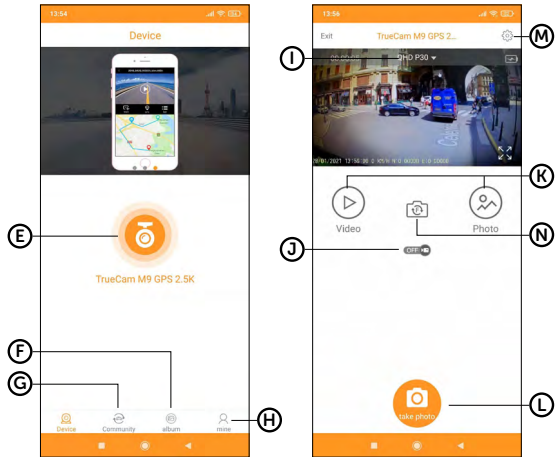 13:54
Device
TrueCam M9 GPS 2.5K
Device
Community
album
mine
E
F
G
H
13:56
Exit
TrueCam M9 GPS 2...
QHD P30
Video
Photo
OFF
take photo
I
M
K
N
J
L